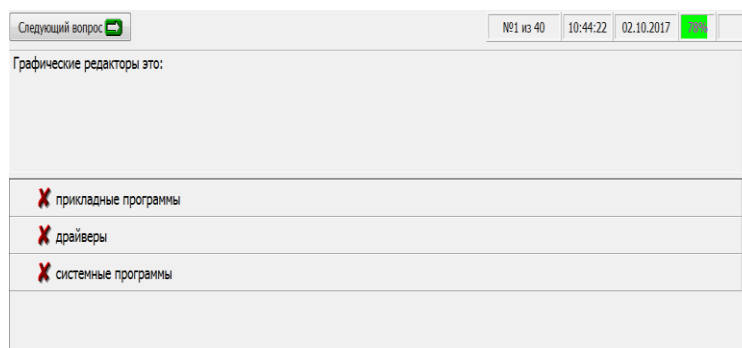 Следующий вопрос
№1 из 40
10:44:22
02.10.2017
78%
Графические редакторы это:
прикладные программы
драйверы
системные программы